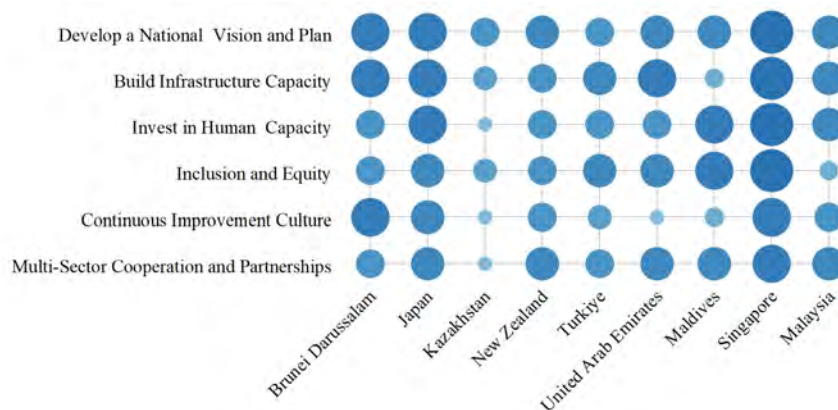 Develop a National Vision and Plan
Build Infrastructure Capacity
Invest in Human Capacity
Inclusion and Equity
Continuous Improvement Culture
Multi-Sector Cooperation and Partnerships
Brunei Darussalam
Japan
Kazakhstan
New Zealand
Turkiye
United Arab Emirates
Maldives
Singapore
Malaysia